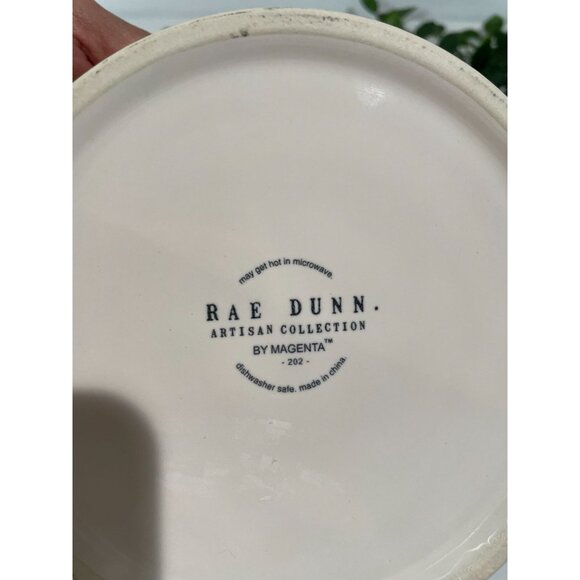 may get hot in microwave.
RAE DUNN.
ARTISAN COLLECTION
BY MAGENTA™
- 202 -
dishwasher safe. made in china.